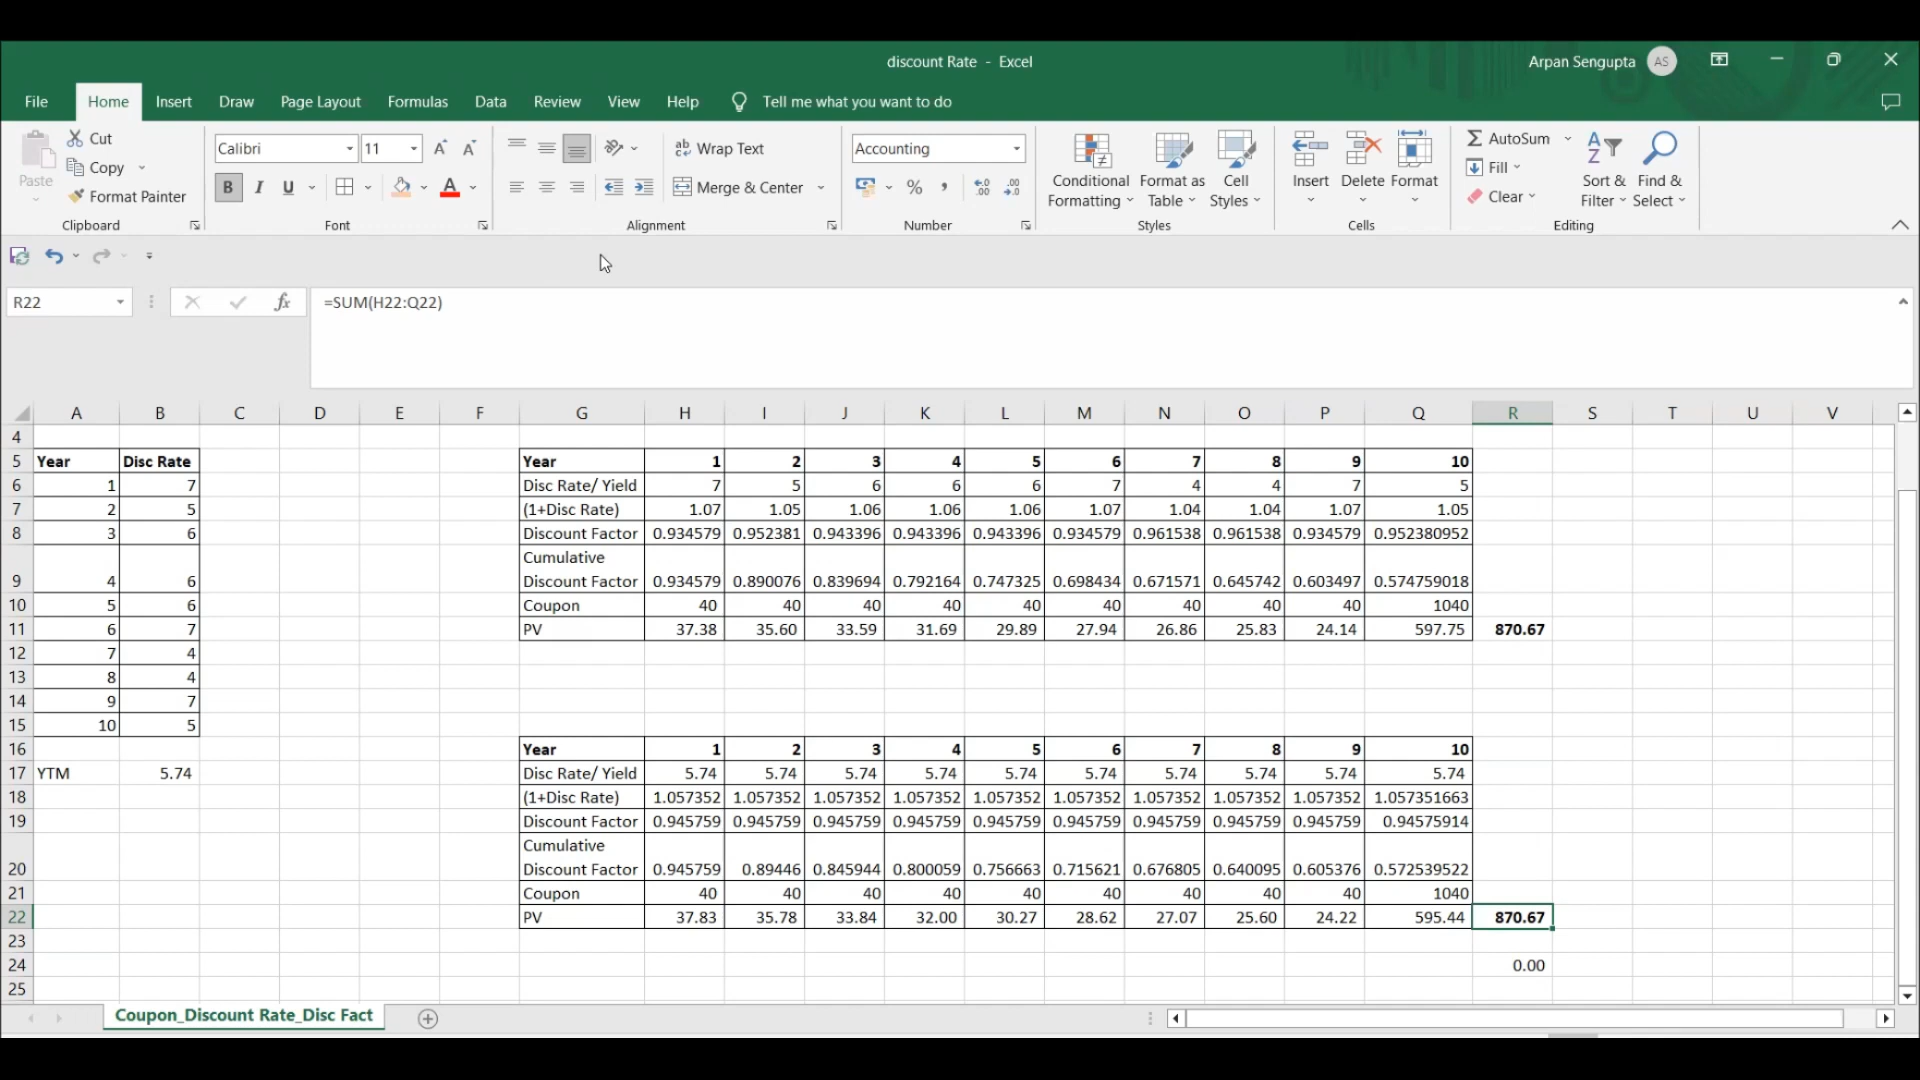 discount Rate - Excel
Arpan Sengupta AS
File Home Insert Draw Page Layout Formulas Data Review View Help Tell me what you want to do
Paste
Cut
Copy
Format Painter
Clipboard
Calibri 11
B I U
Font
Wrap Text
Merge & Center
Alignment
Accounting
Number
Conditional Formatting
Format as Table
Cell Styles
Styles
Insert Delete Format
Cells
AutoSum
Fill
Clear
Sort & Filter
Find & Select
Editing
R22 fx =SUM(H22:Q22)
A B C D E F G H I J K L M N O P Q R S T U V
4
5 Year Disc Rate Year 1 2 3 4 5 6 7 8 9 10
6 1 7 Disc Rate/ Yield 7 5 6 6 6 7 4 4 7 5
7 2 5 (1+Disc Rate) 1.07 1.05 1.06 1.06 1.06 1.07 1.04 1.04 1.07 1.05
8 3 6 Discount Factor 0.934579 0.952381 0.943396 0.943396 0.943396 0.934579 0.961538 0.961538 0.934579 0.952380952
Cumulative
9 4 6 Discount Factor 0.934579 0.890076 0.839694 0.792164 0.747325 0.698434 0.671571 0.645742 0.603497 0.574759018
10 5 6 Coupon 40 40 40 40 40 40 40 40 40 1040
11 6 7 PV 37.38 35.60 33.59 31.69 29.89 27.94 26.86 25.83 24.14 597.75 870.67
12 7 4
13 8 4
14 9 7
15 10 5
16 Year 1 2 3 4 5 6 7 8 9 10
17 YTM 5.74 Disc Rate/ Yield 5.74 5.74 5.74 5.74 5.74 5.74 5.74 5.74 5.74 5.74
18 (1+Disc Rate) 1.057352 1.057352 1.057352 1.057352 1.057352 1.057352 1.057352 1.057352 1.057352 1.057351663
19 Discount Factor 0.945759 0.945759 0.945759 0.945759 0.945759 0.945759 0.945759 0.945759 0.945759 0.94575914
Cumulative
20 Discount Factor 0.945759 0.89446 0.845944 0.800059 0.756663 0.715621 0.676805 0.640095 0.605376 0.572539522
21 Coupon 40 40 40 40 40 40 40 40 40 1040
22 PV 37.83 35.78 33.84 32.00 30.27 28.62 27.07 25.60 24.22 595.44 870.67
23
24 0.00
25
Coupon_Discount Rate_Disc Fact